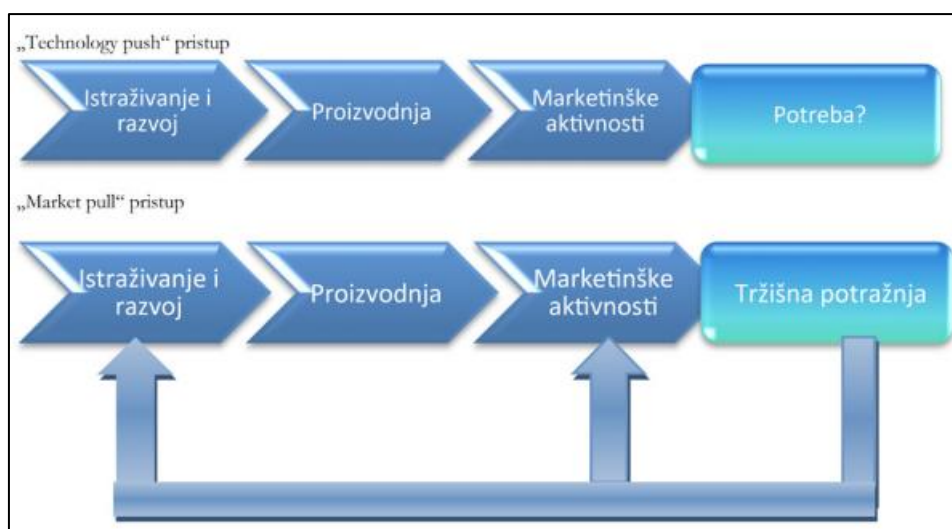 „Technology push“ pristup
Istraživanje i
razvoj
Proizvodnja
Marketinške
aktivnosti
Potreba?
„Market pull“ pristup
Istraživanje i
razvoj
Proizvodnja
Marketinške
aktivnosti
Tržišna potražnja